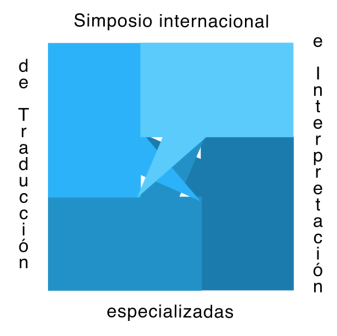 Simposio internacional
de Traducción
e Interpretación
especializadas